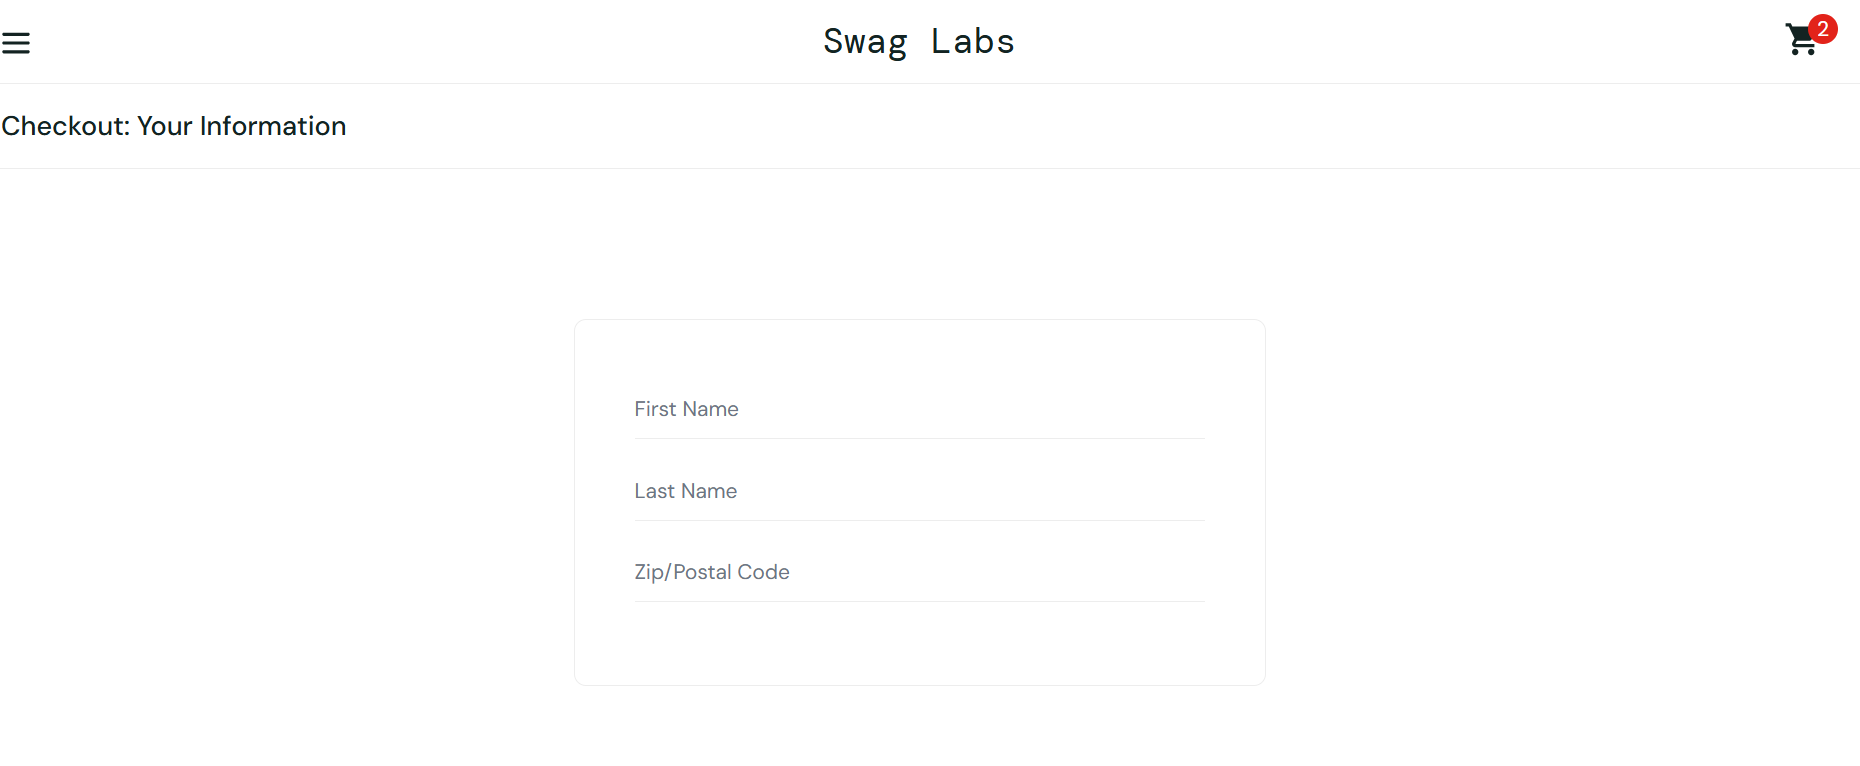 Swag Labs
2
Checkout: Your Information
First Name
Last Name
Zip/Postal Code